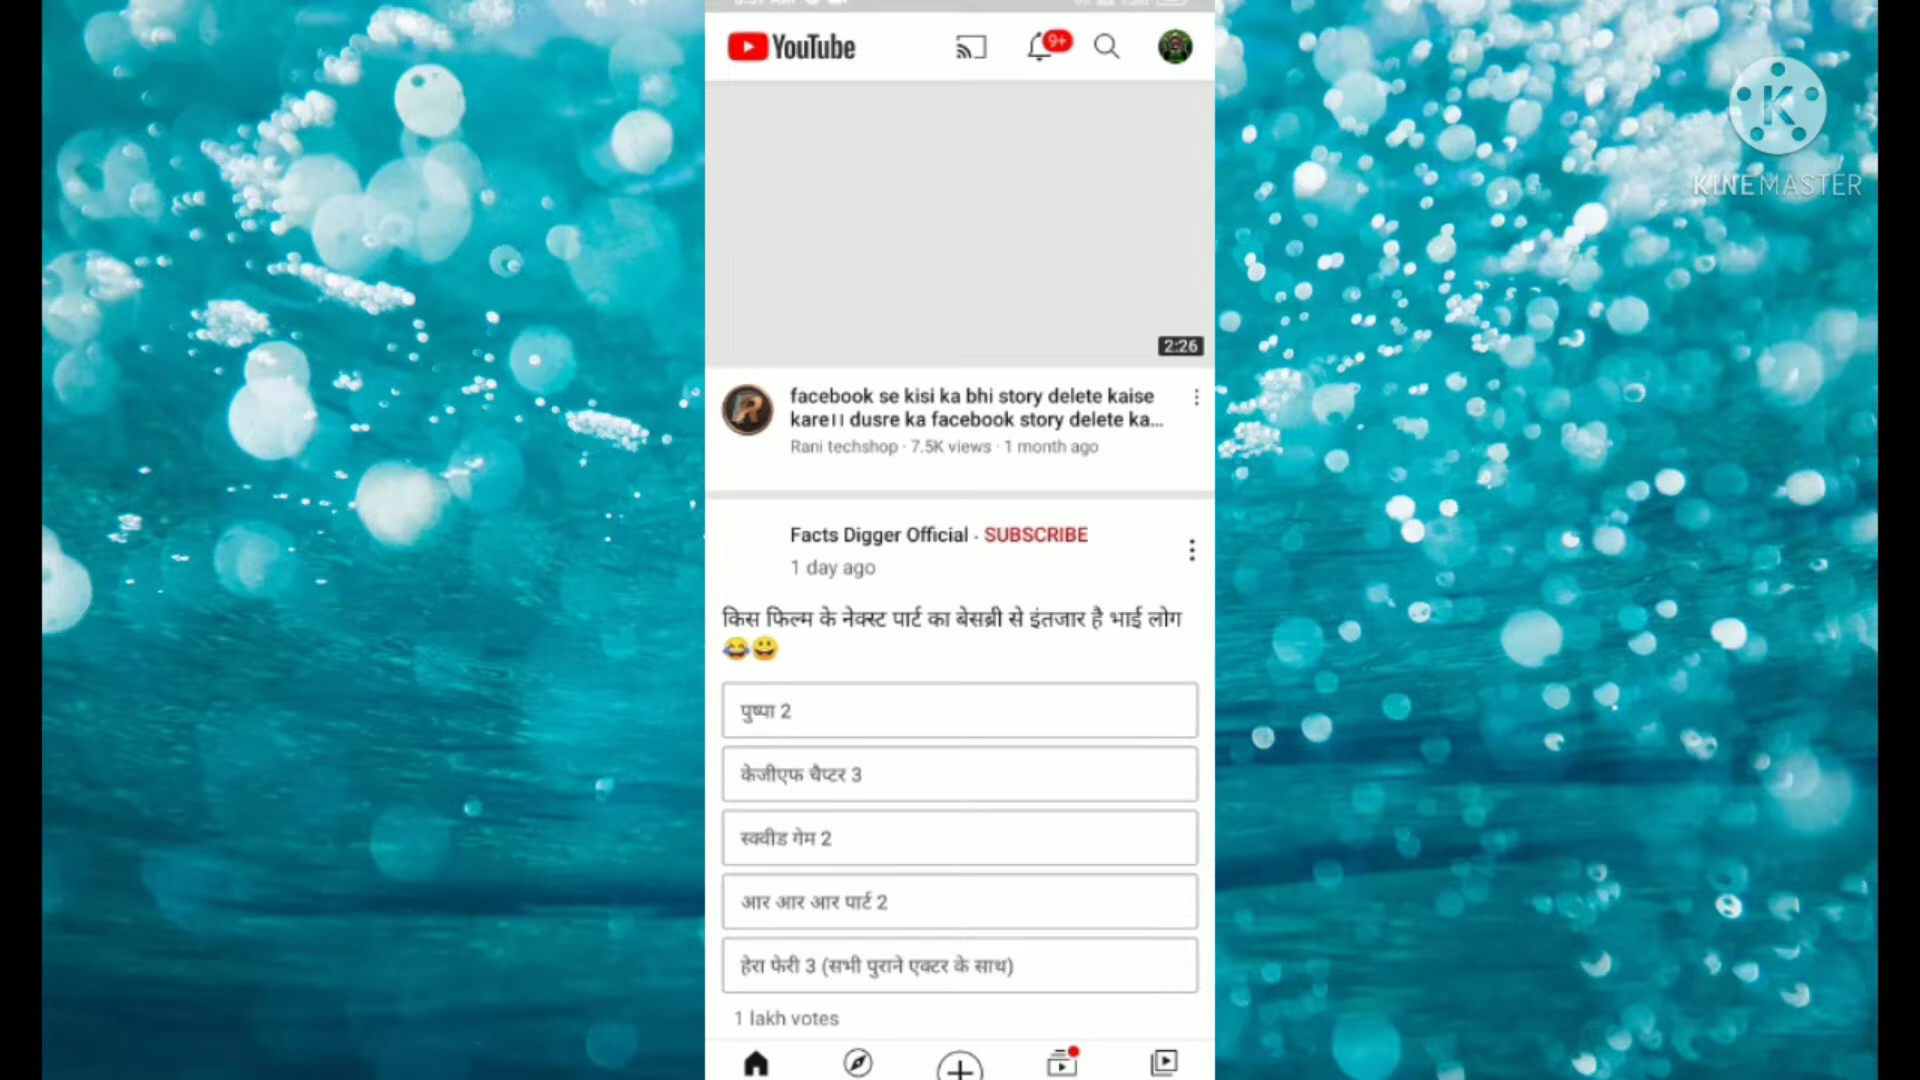 YouTube
9+
KINEMASTER
2:26
facebook se kisi ka bhi story delete kaise
kare।। dusre ka facebook story delete ka...
Rani techshop · 7.5K views · 1 month ago
Facts Digger Official · SUBSCRIBE
1 day ago
किस फिल्म के नेक्स्ट पार्ट का बेसब्री से इंतजार है भाई लोग
😂😀
पुष्पा 2
केजीएफ चैप्टर 3
स्क्वीड गेम 2
आर आर आर पार्ट 2
हेरा फेरी 3 (सभी पुराने एक्टर के साथ)
1 lakh votes